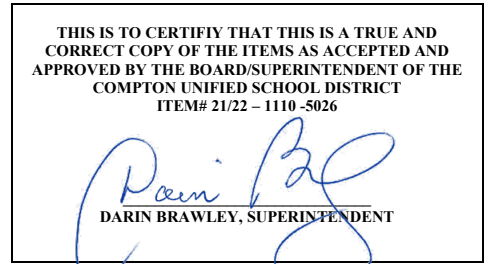 THIS IS TO CERTIFIY THAT THIS IS A TRUE AND
CORRECT COPY OF THE ITEMS AS ACCEPTED AND
APPROVED BY THE BOARD/SUPERINTENDENT OF THE
COMPTON UNIFIED SCHOOL DISTRICT
ITEM# 21/22 – 1110 -5026
DARIN BRAWLEY, SUPERINTENDENT